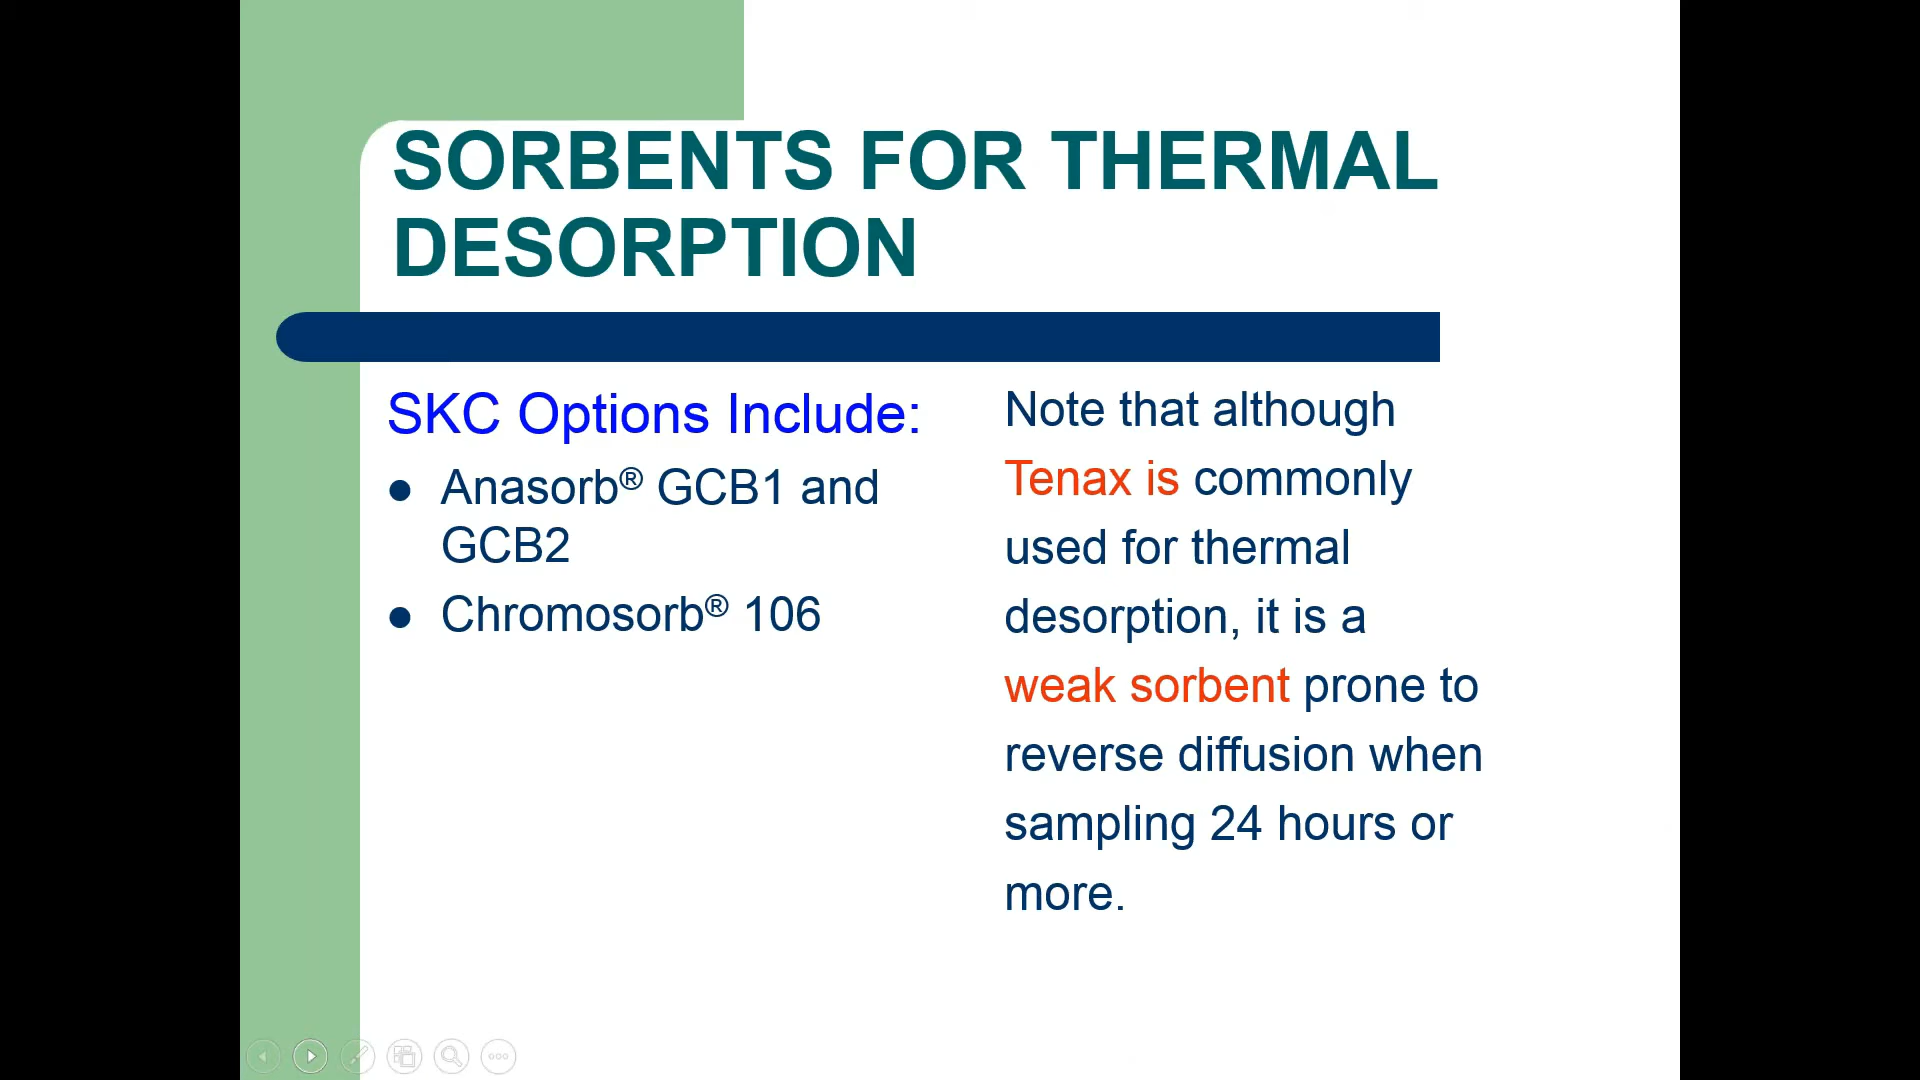 SORBENTS FOR THERMAL
DESORPTION
SKC Options Include:
● Anasorb® GCB1 and
GCB2
● Chromosorb® 106
Note that although
Tenax is commonly
used for thermal
desorption, it is a
weak sorbent prone to
reverse diffusion when
sampling 24 hours or
more.